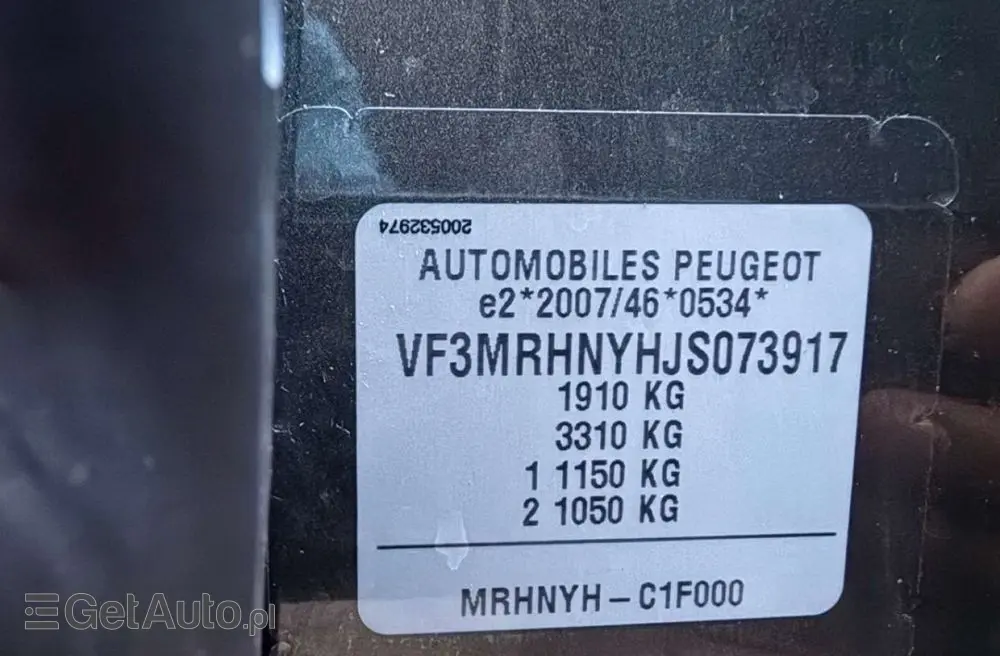 200532974
AUTOMOBILES PEUGEOT
e2*2007/46*0534*
VF3MRHNYHJS073917
1910 KG
3310 KG
1 1150 KG
2 1050 KG
MRHNYH-C1F000
GetAuto.pl